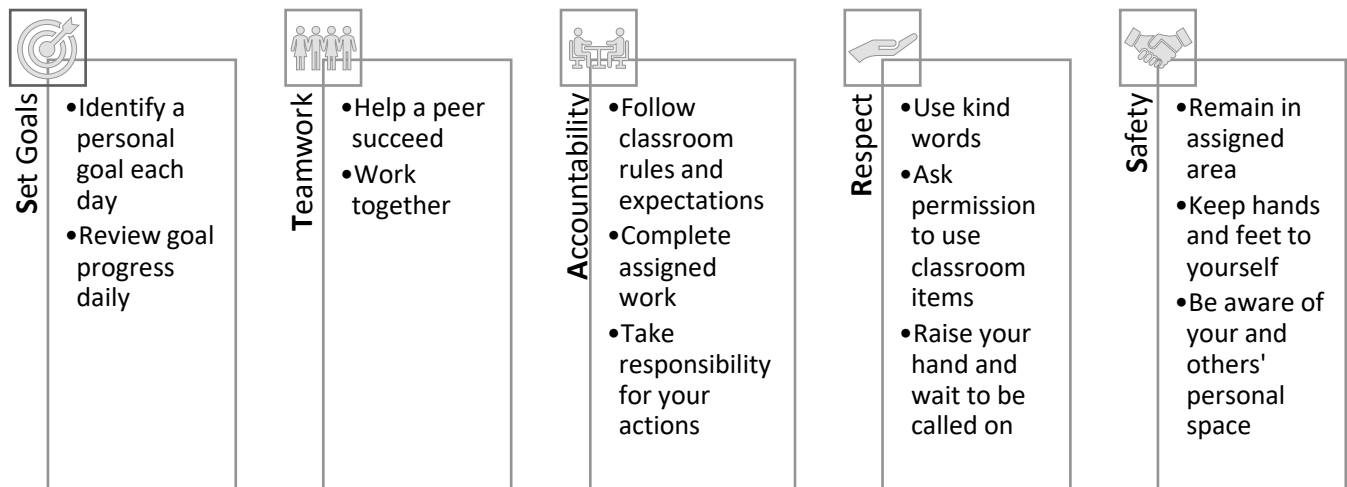 Set Goals
•Identify a
personal
goal each
day
•Review goal
progress
daily
Teamwork
•Help a peer
succeed
•Work
together
Accountability
•Follow
classroom
rules and
expectations
•Complete
assigned
work
•Take
responsibility
for your
actions
Respect
•Use kind
words
•Ask
permission
to use
classroom
items
•Raise your
hand and
wait to be
called on
Safety
•Remain in
assigned
area
•Keep hands
and feet to
yourself
•Be aware of
your and
others'
personal
space